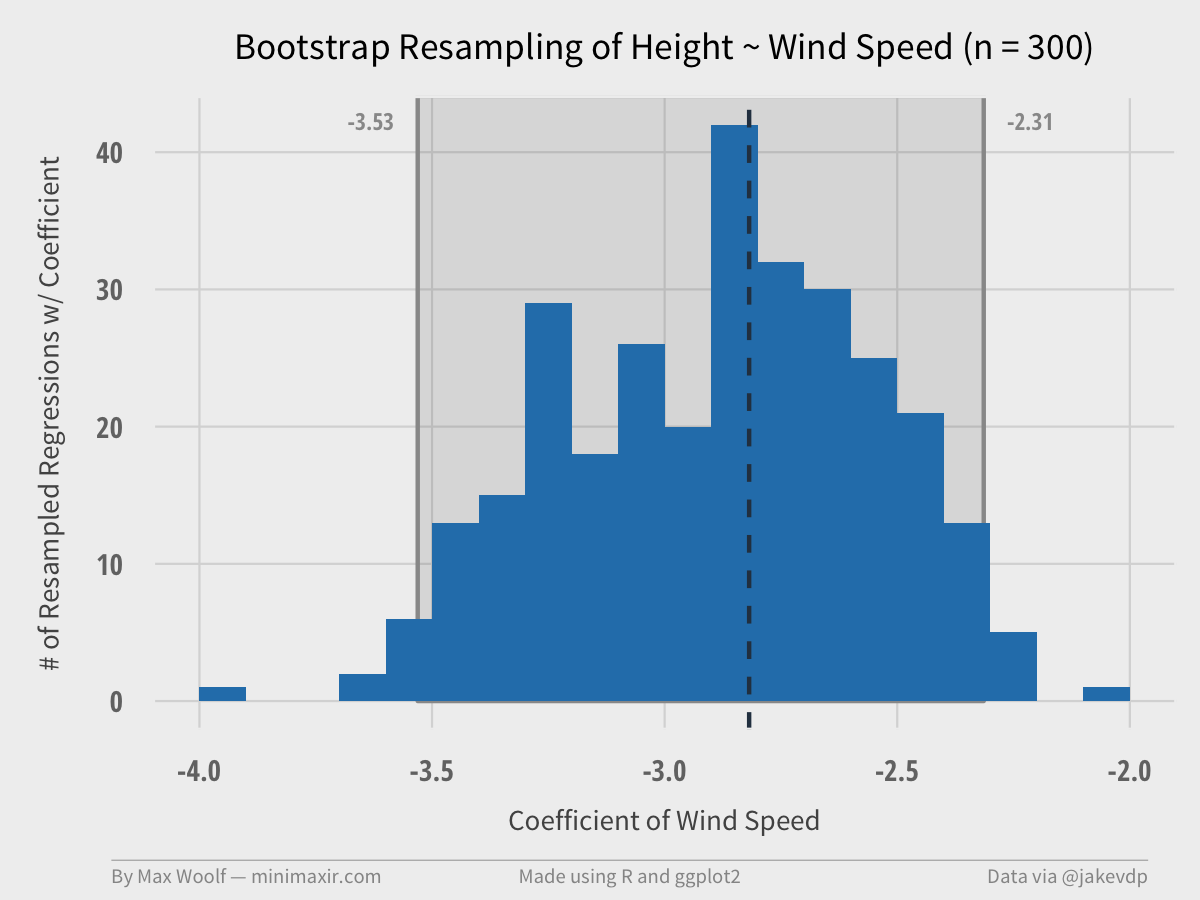 Bootstrap Resampling of Height ~ Wind Speed (n = 300)
-3.53
-2.31
# of Resampled Regressions w/ Coefficient
40
30
20
10
0
-4.0
-3.5
-3.0
-2.5
-2.0
Coefficient of Wind Speed
By Max Woolf — minimaxir.com
Made using R and ggplot2
Data via @jakevdp